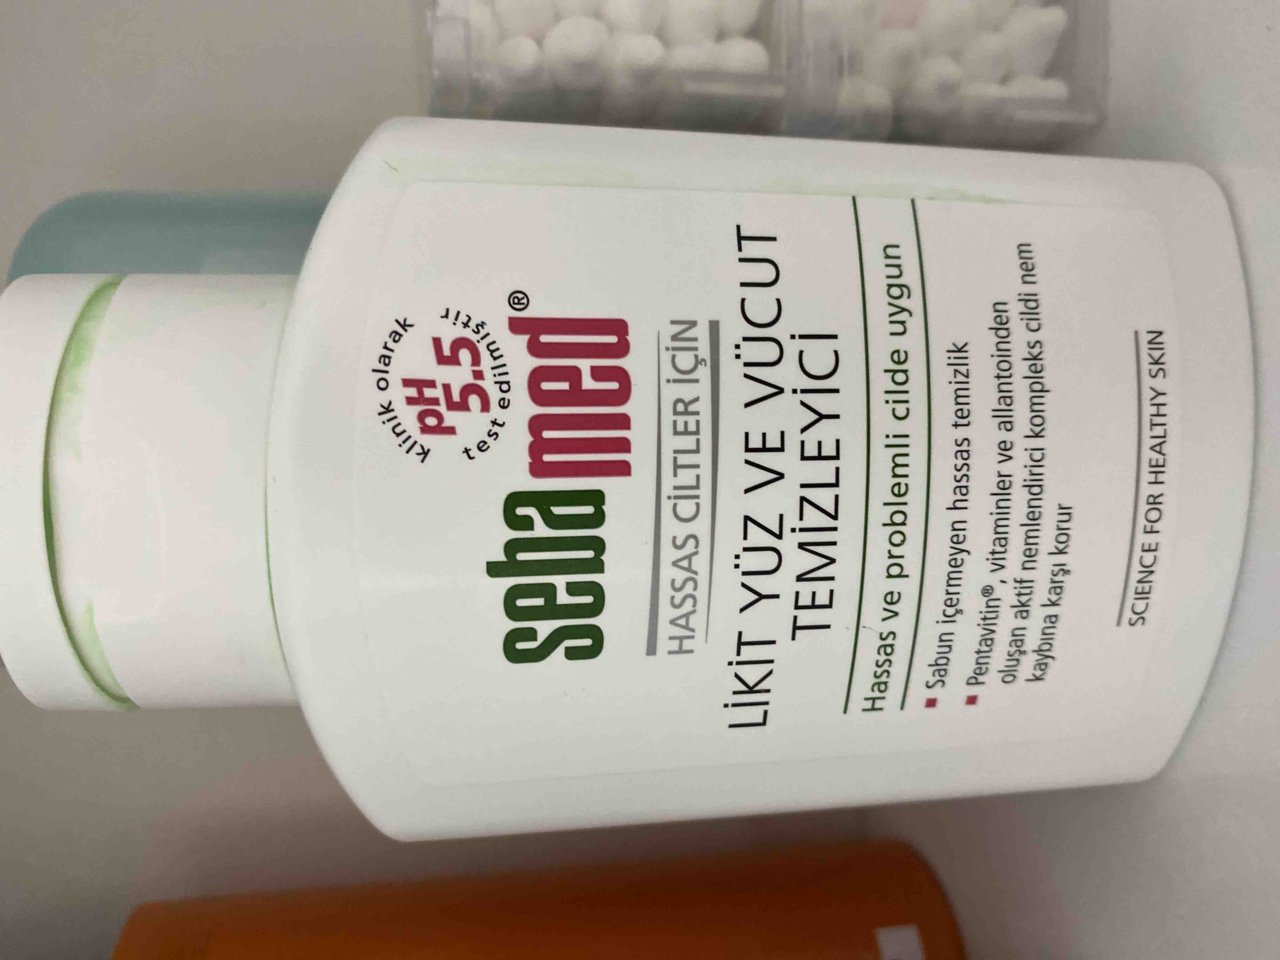 klinik olarak
pH
5.5
test edilmiştir
sebamed®
HASSAS CİLTLER İÇİN
LİKİT YÜZ VE VÜCUT
TEMİZLEYİCİ
Hassas ve problemli cilde uygun
▪ Sabun içermeyen hassas temizlik
▪ Pentavitin®, vitaminler ve allantoinden
oluşan aktif nemlendirici kompleks cildi nem
kaybına karşı korur
SCIENCE FOR HEALTHY SKIN